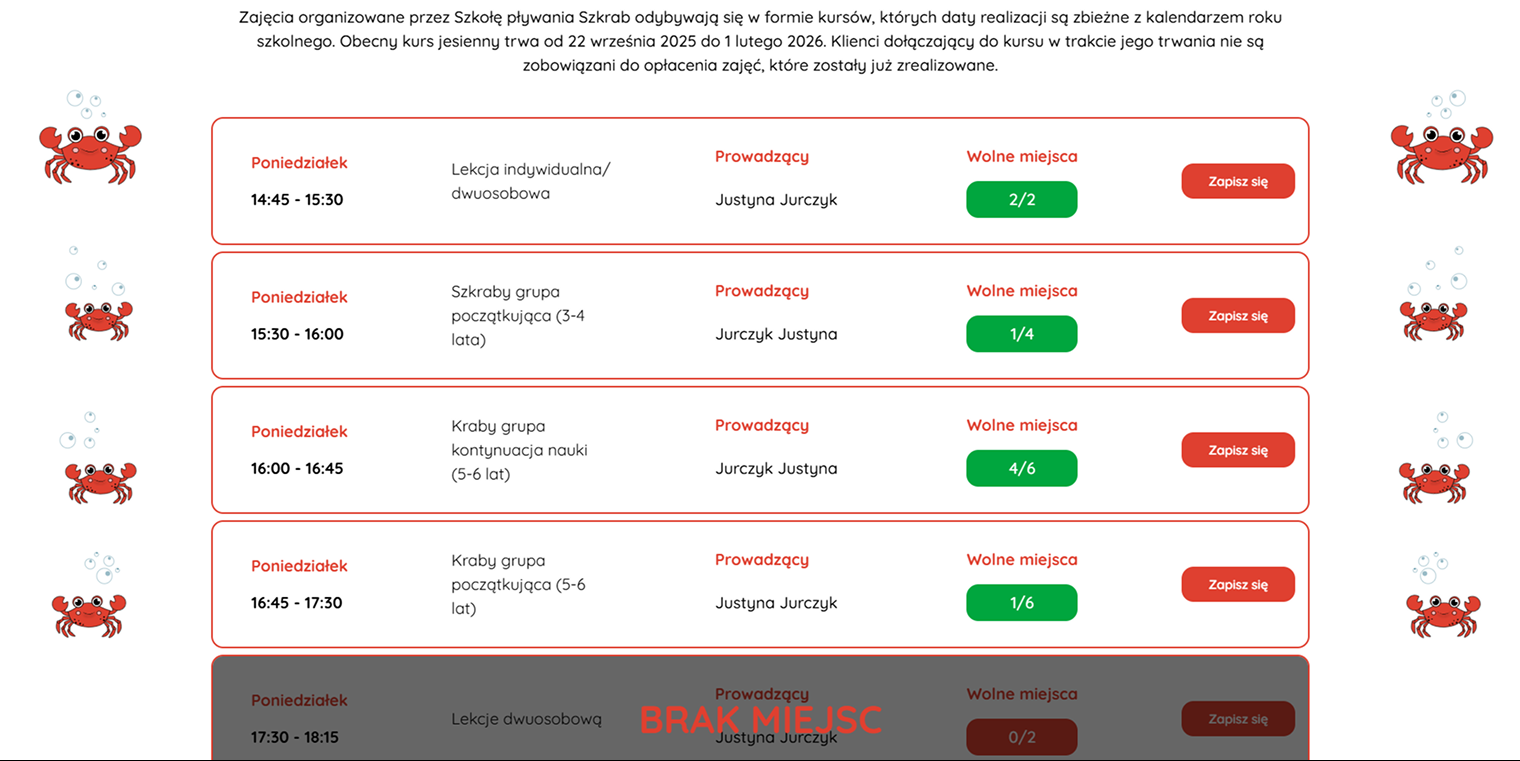 Zajęcia organizowane przez Szkołę pływania Szkrab odybywają się w formie kursów, których daty realizacji są zbieżne z kalendarzem roku
szkolnego. Obecny kurs jesienny trwa od 22 września 2025 do 1 lutego 2026. Klienci dołączający do kursu w trakcie jego trwania nie są
zobowiązani do opłacenia zajęć, które zostały już zrealizowane.
Poniedziałek
14:45 - 15:30
Lekcja indywidualna/
dwuosobowa
Prowadzący
Justyna Jurczyk
Wolne miejsca
2/2
Zapisz się
Poniedziałek
15:30 - 16:00
Szkraby grupa
początkująca (3-4
lata)
Prowadzący
Jurczyk Justyna
Wolne miejsca
1/4
Zapisz się
Poniedziałek
16:00 - 16:45
Kraby grupa
kontynuacja nauki
(5-6 lat)
Prowadzący
Jurczyk Justyna
Wolne miejsca
4/6
Zapisz się
Poniedziałek
16:45 - 17:30
Kraby grupa
początkująca (5-6
lat)
Prowadzący
Justyna Jurczyk
Wolne miejsca
1/6
Zapisz się
Poniedziałek
17:30 - 18:15
Lekcje dwuosobową
Prowadzący
Justyna Jurczyk
BRAK MIEJSC
Wolne miejsca
0/2
Zapisz się